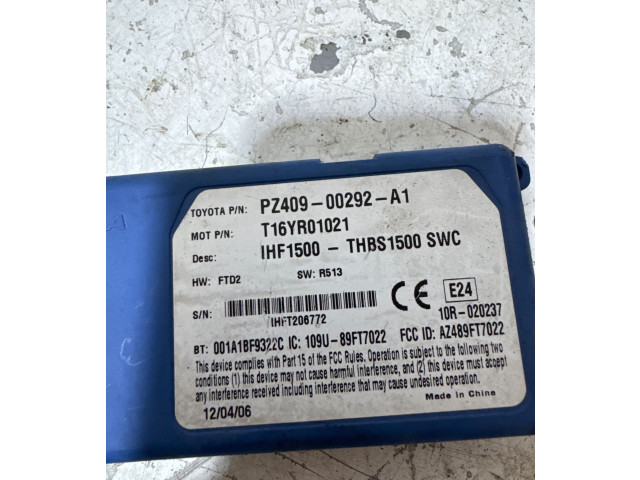 TOYOTA P/N: PZ409-00292-A1
MOT P/N: T16YR01021
Desc: IHF1500 - THBS1500 SWC
HW: FTD2 SW: R513
S/N:
IHFT206772
CE E24
10R-020237
BT: 001A1BF9322C IC: 109U-89FT7022 FCC ID: AZ489FT7022
This device complies with Part 15 of the FCC Rules. Operation is subject to the following two
conditions: (1) this device may not cause harmful interference, and (2) this device must accept
any interference received including interference that may cause undesired operation.
12/04/06 Made in China